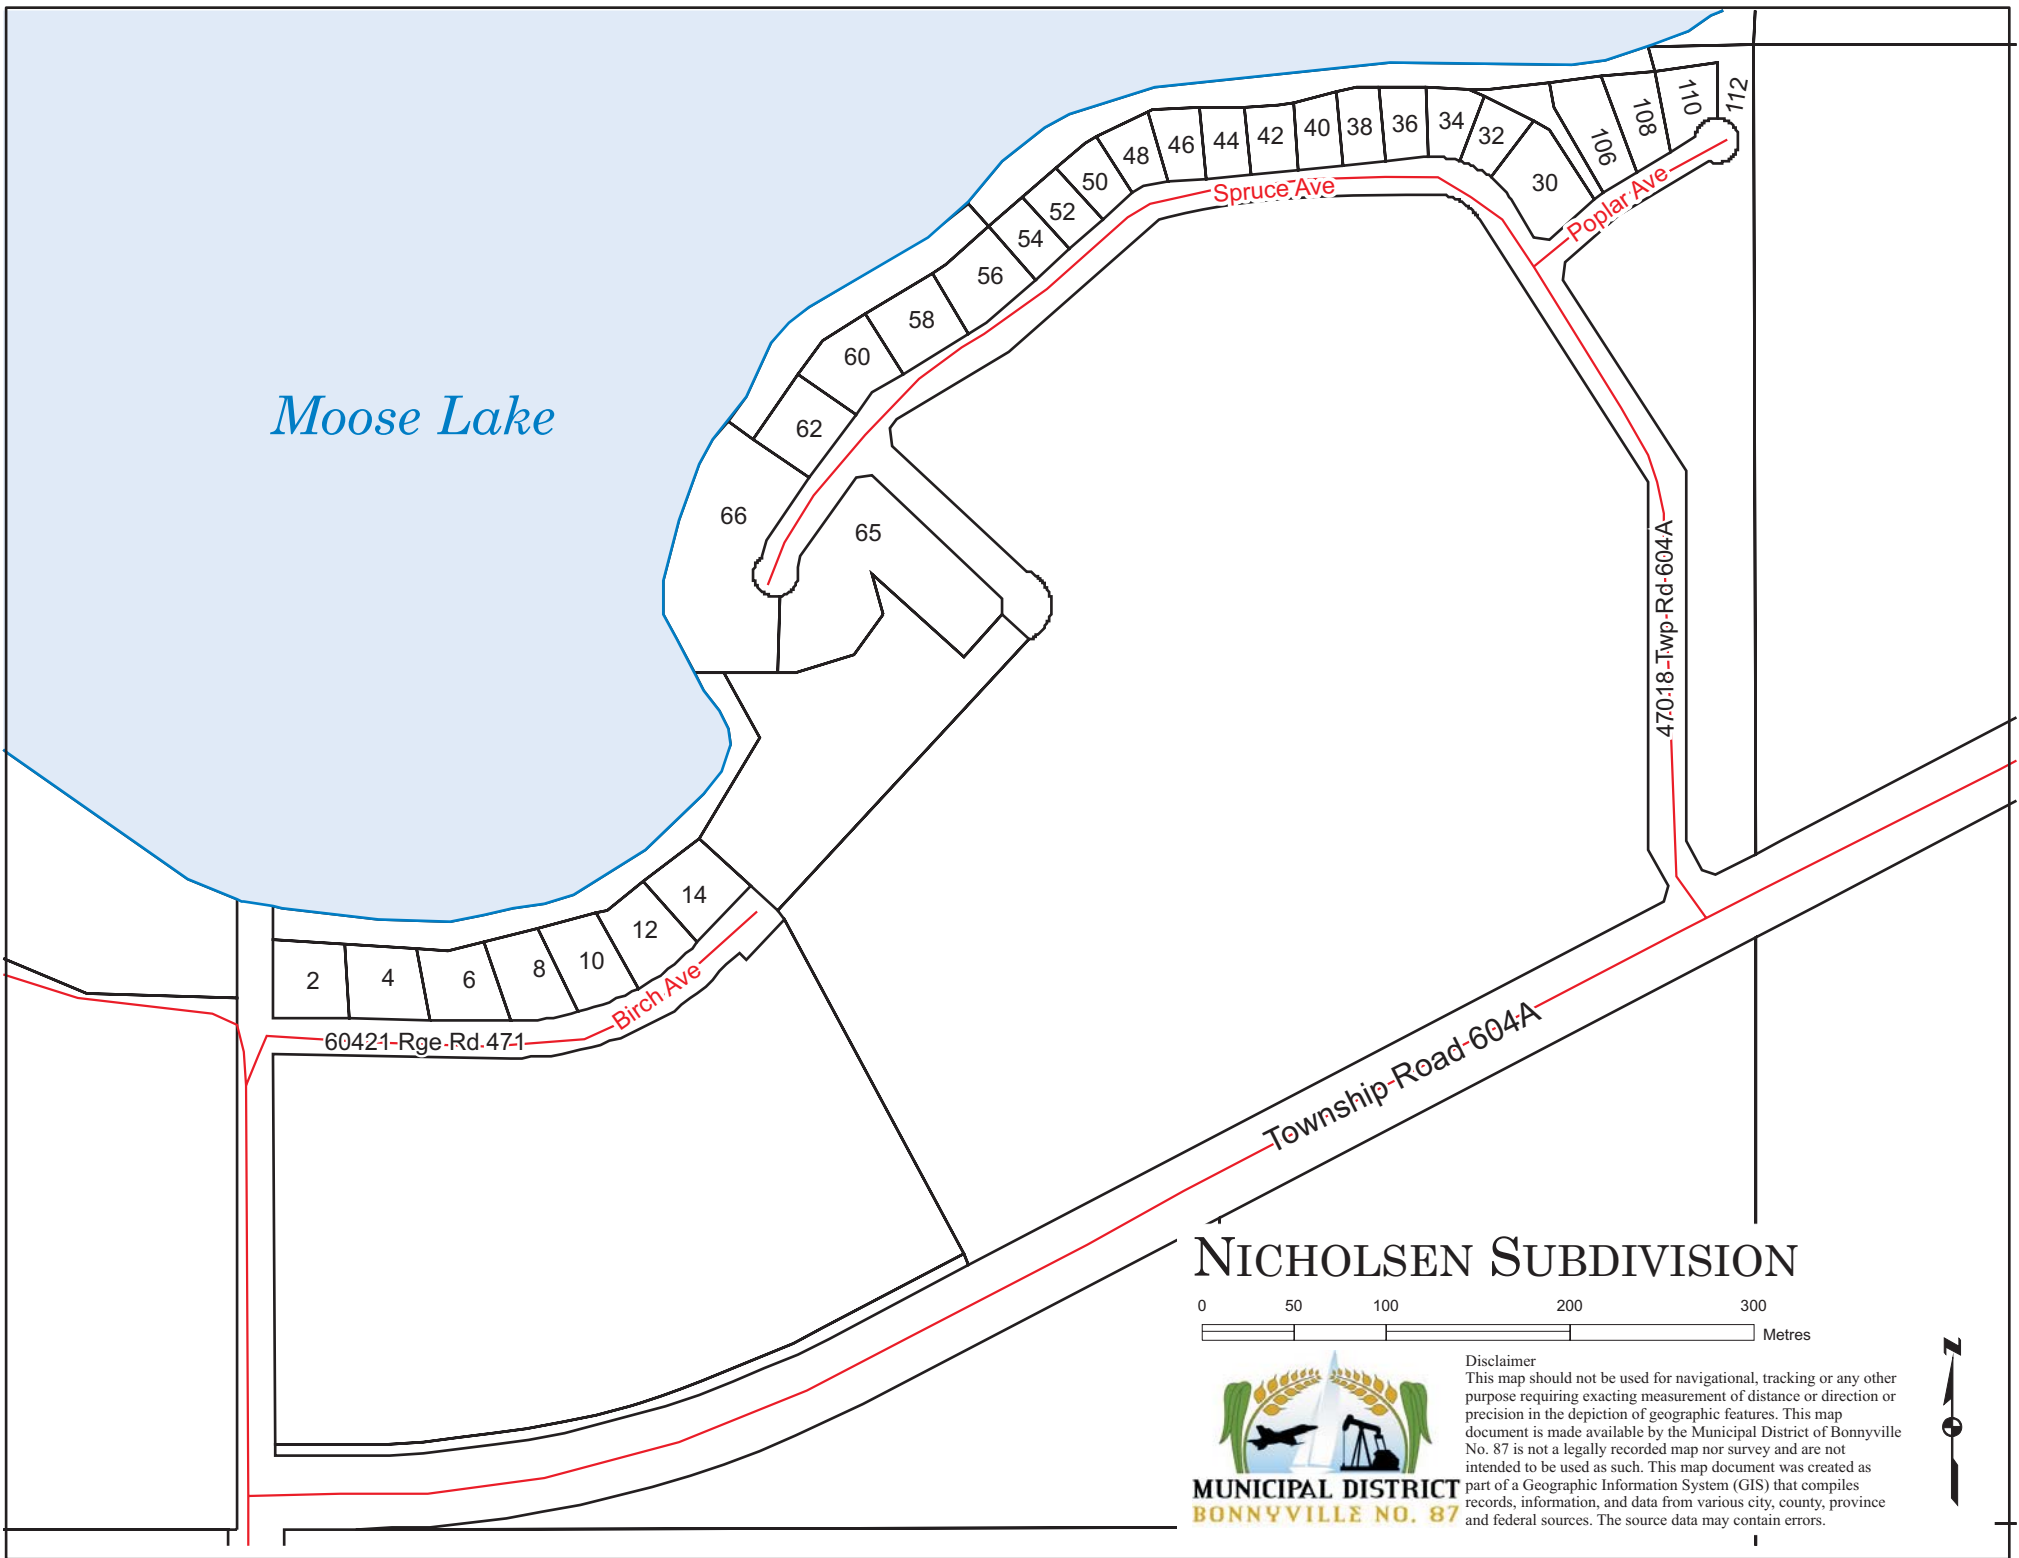 112
110
108
106
34
36
38
40
42
44
46
48
32
30
50
52
54
56
58
60
62
66
65
Spruce Ave
Poplar Ave
Moose Lake
47018 Twp Rd 604A
14
12
10
8
6
4
2
Birch Ave
60421 Rge Rd 471
Township Road 604A
NICHOLSEN SUBDIVISION
0 50 100 200 300
Metres
N
Disclaimer
This map should not be used for navigational, tracking or any other
purpose requiring exacting measurement of distance or direction or
precision in the depiction of geographic features. This map
document is made available by the Municipal District of Bonnyville
No. 87 is not a legally recorded map nor survey and are not
intended to be used as such. This map document was created as
part of a Geographic Information System (GIS) that compiles
records, information, and data from various city, county, province
and federal sources. The source data may contain errors.
MUNICIPAL DISTRICT
BONNYVILLE NO. 87